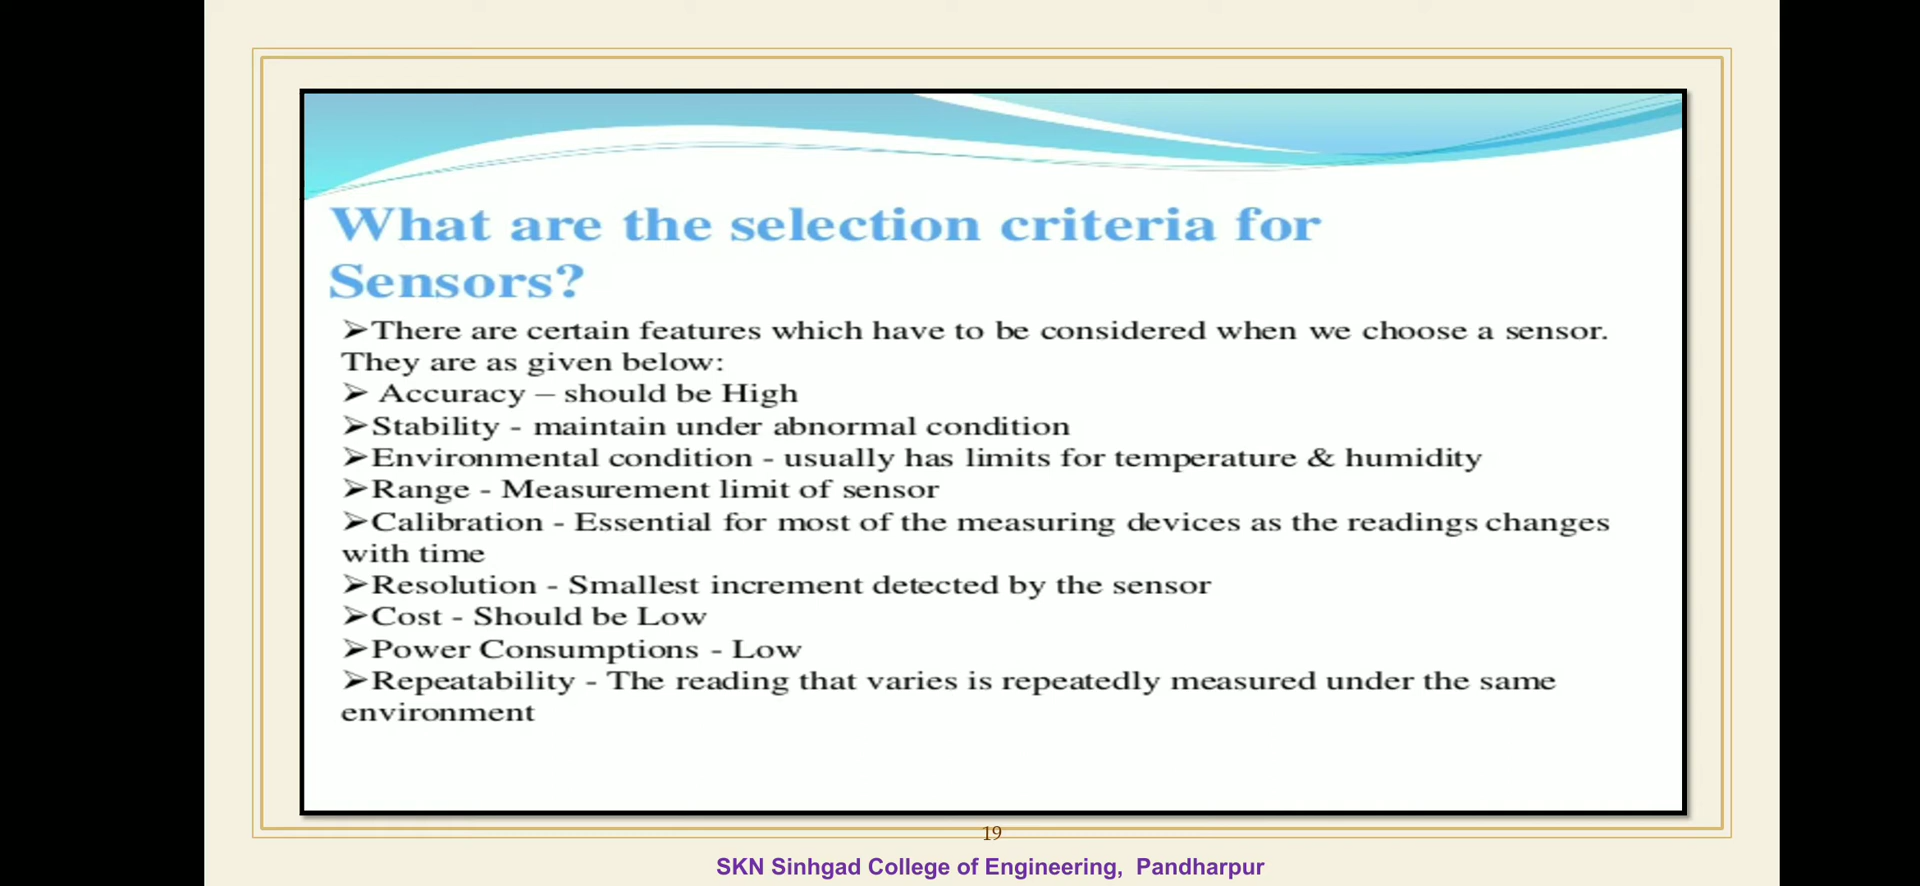 What are the selection criteria for
Sensors?
➢There are certain features which have to be considered when we choose a sensor.
They are as given below:
➢ Accuracy – should be High
➢Stability - maintain under abnormal condition
➢Environmental condition - usually has limits for temperature & humidity
➢Range - Measurement limit of sensor
➢Calibration - Essential for most of the measuring devices as the readings changes
with time
➢Resolution - Smallest increment detected by the sensor
➢Cost - Should be Low
➢Power Consumptions - Low
➢Repeatability - The reading that varies is repeatedly measured under the same
environment
19
SKN Sinhgad College of Engineering, Pandharpur